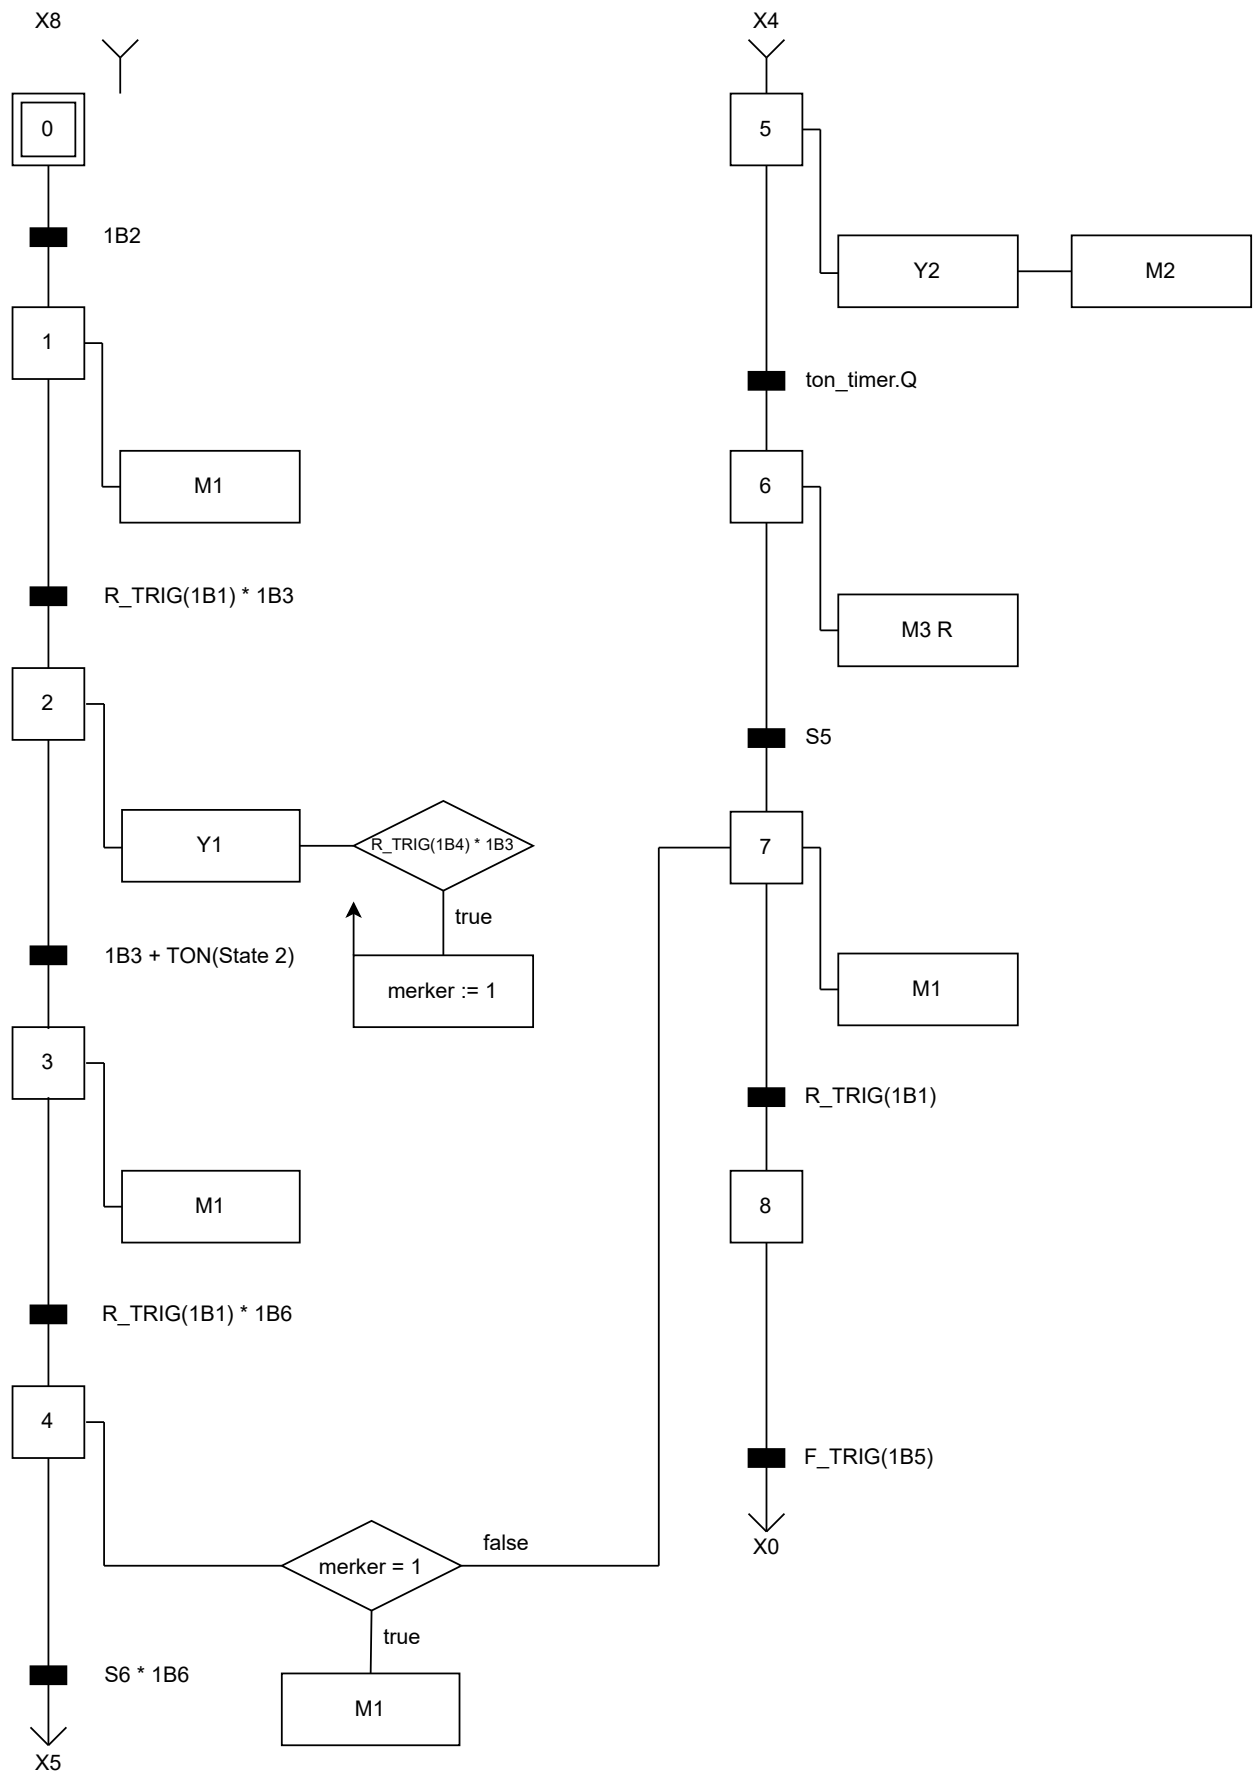 X8
0
1B2
1
M1
R_TRIG(1B1) * 1B3
2
Y1
R_TRIG(1B4) * 1B3
true
merker := 1
1B3 + TON(State 2)
3
M1
R_TRIG(1B1) * 1B6
4
merker = 1
false
true
M1
S6 * 1B6
X5
X4
5
Y2
M2
ton_timer.Q
6
M3 R
S5
7
M1
R_TRIG(1B1)
8
F_TRIG(1B5)
X0